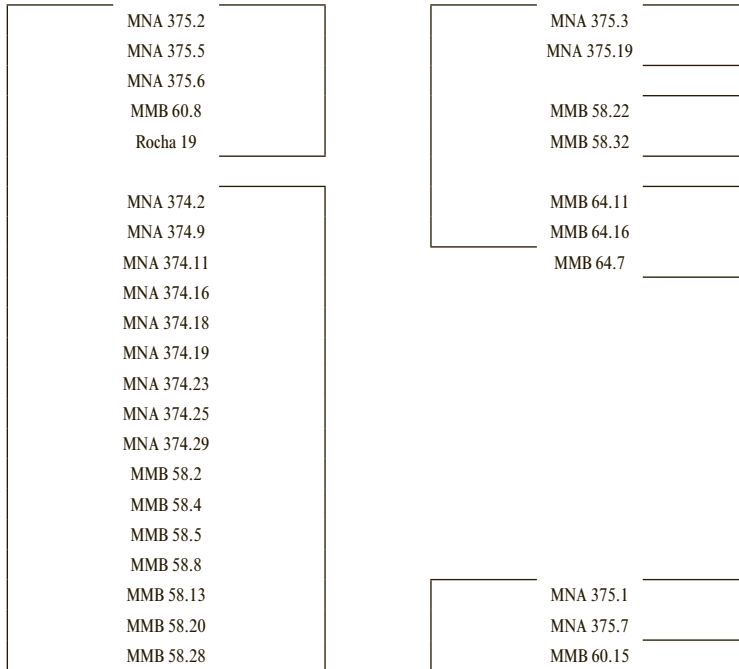 MNA 375.2
MNA 375.5
MNA 375.6
MMB 60.8
Rocha 19
MNA 374.2
MNA 374.9
MNA 374.11
MNA 374.16
MNA 374.18
MNA 374.19
MNA 374.23
MNA 374.25
MNA 374.29
MMB 58.2
MMB 58.4
MMB 58.5
MMB 58.8
MMB 58.13
MMB 58.20
MMB 58.28
MNA 375.3
MNA 375.19
MMB 58.22
MMB 58.32
MMB 64.11
MMB 64.16
MMB 64.7
MNA 375.1
MNA 375.7
MMB 60.15